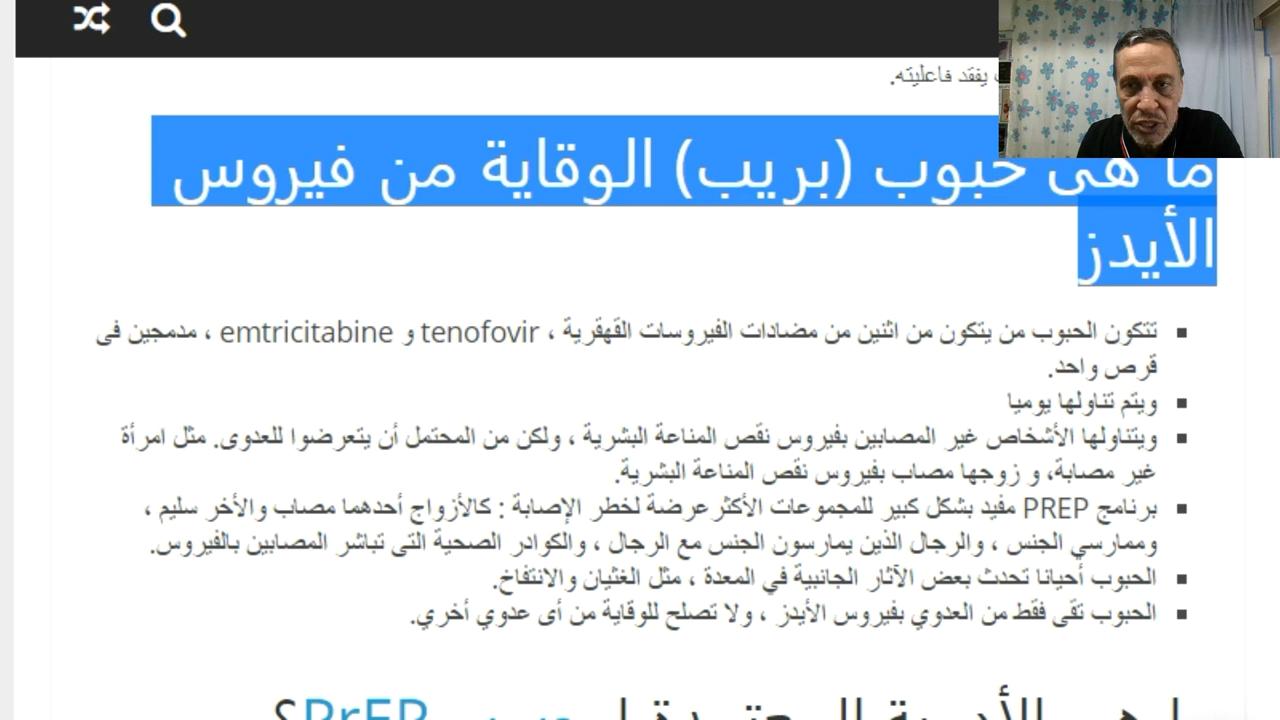 يفقد فاعليته.
ما هى حبوب (بريب) الوقاية من فيروس
الأيدز
تتكون الحبوب من يتكون من اثنين من مضادات الفيروسات القهقرية ، tenofovir و emtricitabine ، مدمجين فى
قرص واحد.
ويتم تناولها يوميا
ويتناولها الأشخاص غير المصابين بفيروس نقص المناعة البشرية ، ولكن من المحتمل أن يتعرضوا للعدوى. مثل امرأة
غير مصابة، و زوجها مصاب بفيروس نقص المناعة البشرية.
برنامج PREP مفيد بشكل كبير للمجموعات الأكثرعرضة لخطر الإصابة : كالأزواج أحدهما مصاب والأخر سليم ،
وممارسي الجنس ، والرجال الذين يمارسون الجنس مع الرجال ، والكوادر الصحية التى تباشر المصابين بالفيروس.
الحبوب أحيانا تحدث بعض الآثار الجانبية في المعدة ، مثل الغثيان والانتفاخ.
الحبوب تقى فقط من العدوي بفيروس الأيدز ، ولا تصلح للوقاية من أى عدوي أخري.
PrEP؟